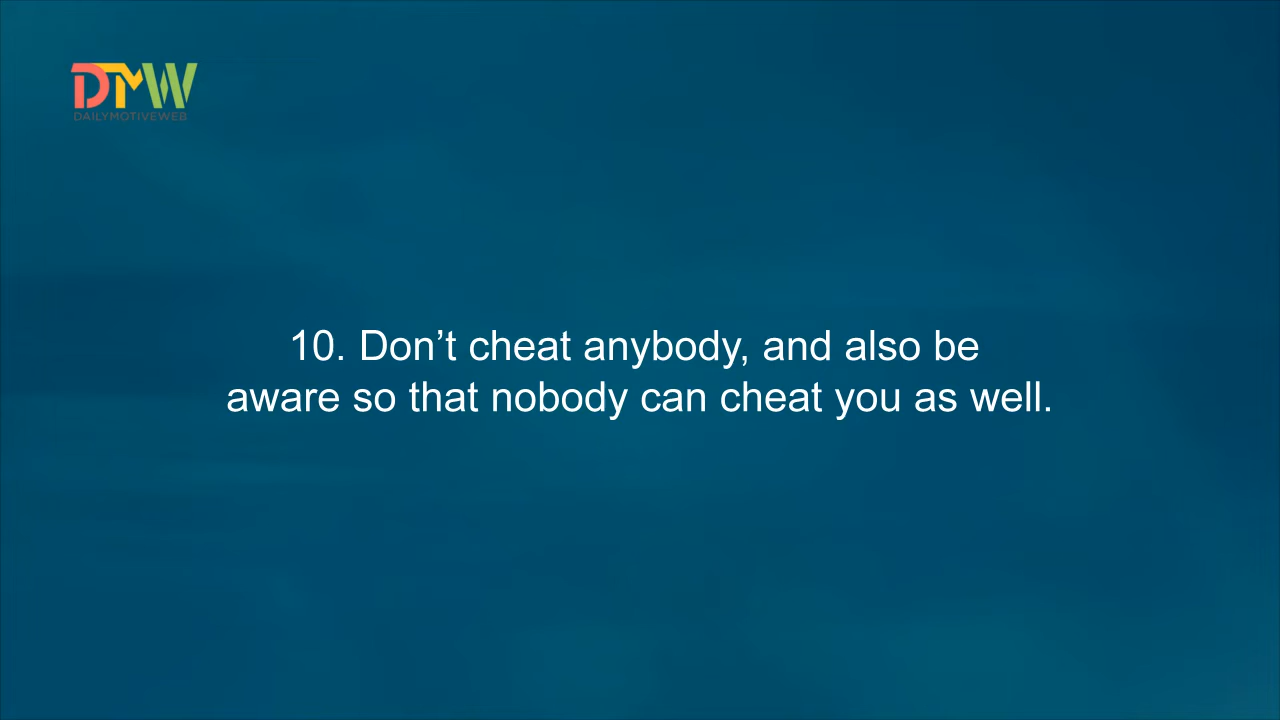 DMW
DAILYMOTIVEWEB
10. Don’t cheat anybody, and also be
aware so that nobody can cheat you as well.